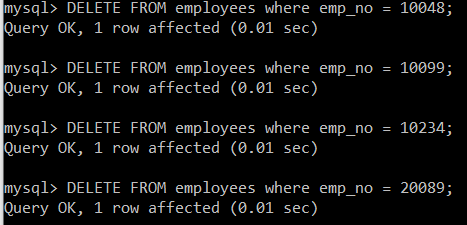 mysql> DELETE FROM employees where emp_no = 10048;
Query OK, 1 row affected (0.01 sec)
mysql> DELETE FROM employees where emp_no = 10099;
Query OK, 1 row affected (0.01 sec)
mysql> DELETE FROM employees where emp_no = 10234;
Query OK, 1 row affected (0.01 sec)
mysql> DELETE FROM employees where emp_no = 20089;
Query OK, 1 row affected (0.01 sec)